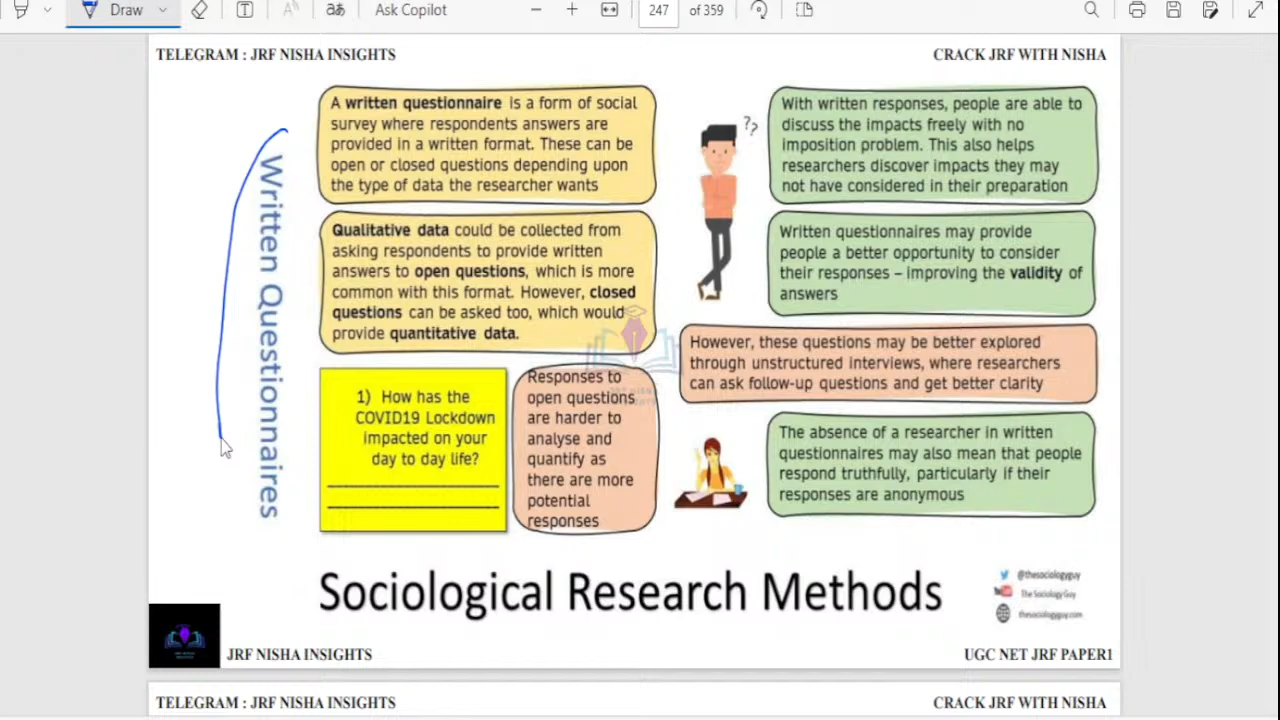 Draw
Ask Copilot
247 of 359
TELEGRAM : JRF NISHA INSIGHTS
CRACK JRF WITH NISHA
Written Questionnaires
A written questionnaire is a form of social
survey where respondents answers are
provided in a written format. These can be
open or closed questions depending upon
the type of data the researcher wants
Qualitative data could be collected from
asking respondents to provide written
answers to open questions, which is more
common with this format. However, closed
questions can be asked too, which would
provide quantitative data.
1) How has the
COVID19 Lockdown
impacted on your
day to day life?
Responses to
open questions
are harder to
analyse and
quantify as
there are more
potential
responses
??
With written responses, people are able to
discuss the impacts freely with no
imposition problem. This also helps
researchers discover impacts they may
not have considered in their preparation
Written questionnaires may provide
people a better opportunity to consider
their responses – improving the validity of
answers
However, these questions may be better explored
through unstructured interviews, where researchers
can ask follow-up questions and get better clarity
The absence of a researcher in written
questionnaires may also mean that people
respond truthfully, particularly if their
responses are anonymous
Sociological Research Methods
@thesociologyguy
The Sociology Guy
thesociologyguy.com
JRF NISHA INSIGHTS
UGC NET JRF PAPER1
TELEGRAM : JRF NISHA INSIGHTS
CRACK JRF WITH NISHA